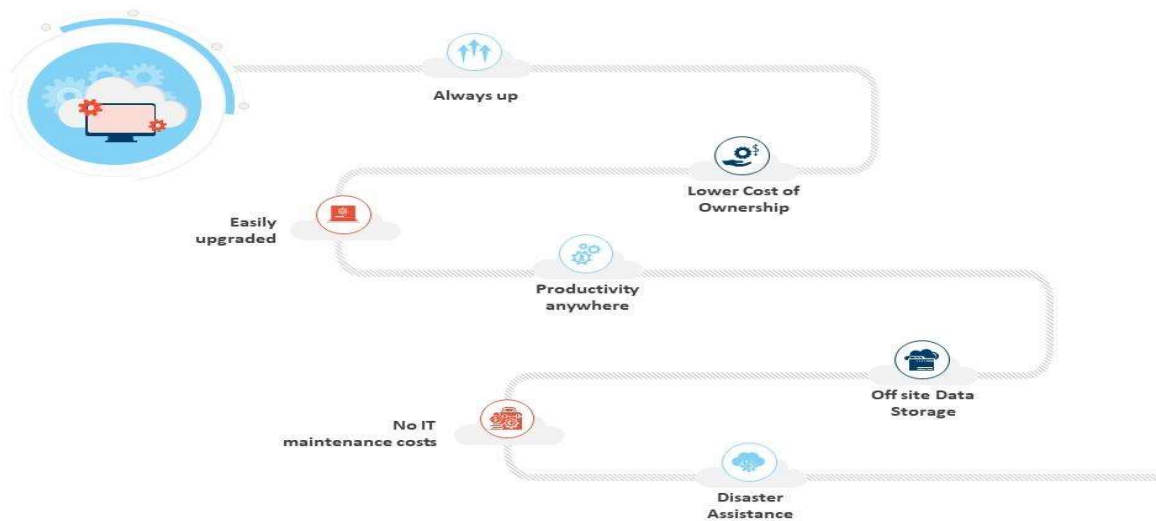 Always up
Lower Cost of
Ownership
Easily
upgraded
Productivity
anywhere
Off site Data
Storage
No IT
maintenance costs
Disaster
Assistance